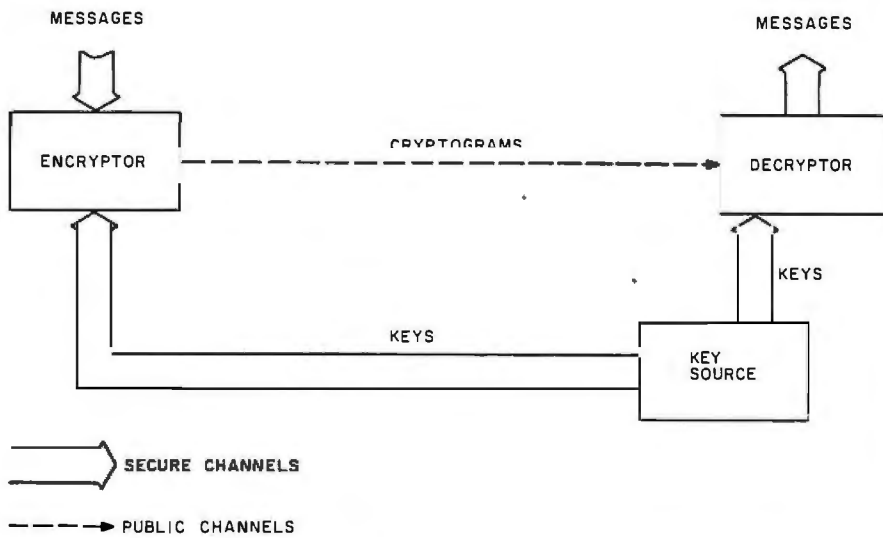 MESSAGES
MESSAGES
ENCRYPTOR
CRYPTOGRAMS
DECRYPTOR
KEYS
KEYS
KEY
SOURCE
SECURE CHANNELS
PUBLIC CHANNELS